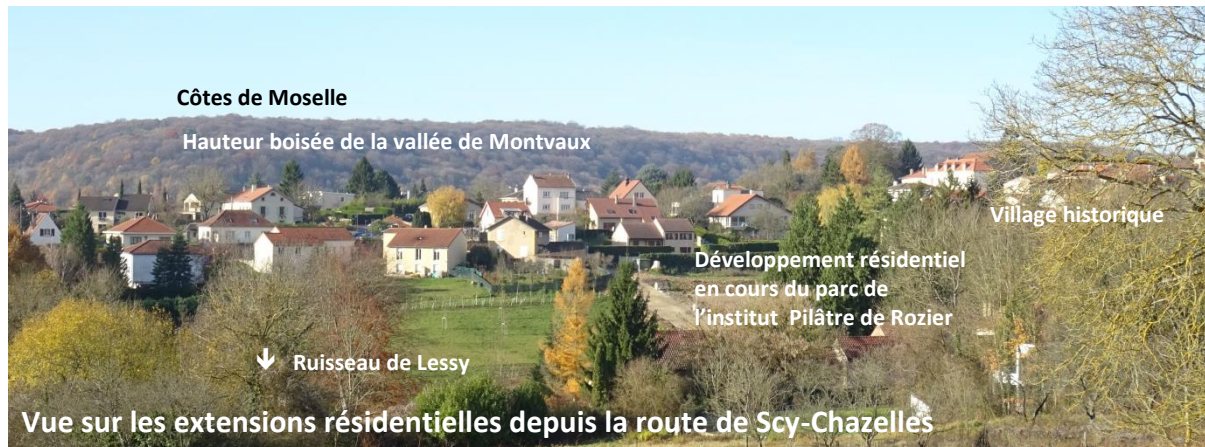 Côtes de Moselle
Hauteur boisée de la vallée de Montvaux
Village historique
Développement résidentiel
en cours du parc de
l’institut Pilâtre de Rozier
Ruisseau de Lessy
Vue sur les extensions résidentielles depuis la route de Scy-Chazelles